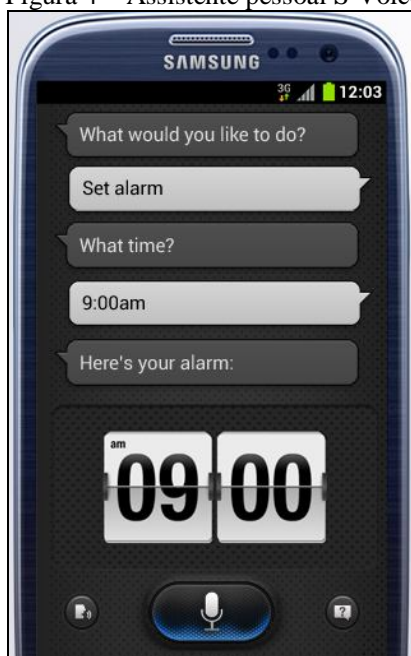 Figura 4 – Assistente pessoal S Voice
SAMSUNG
3G 12:03
What would you like to do?
Set alarm
What time?
9:00am
Here's your alarm:
am
09 00
?